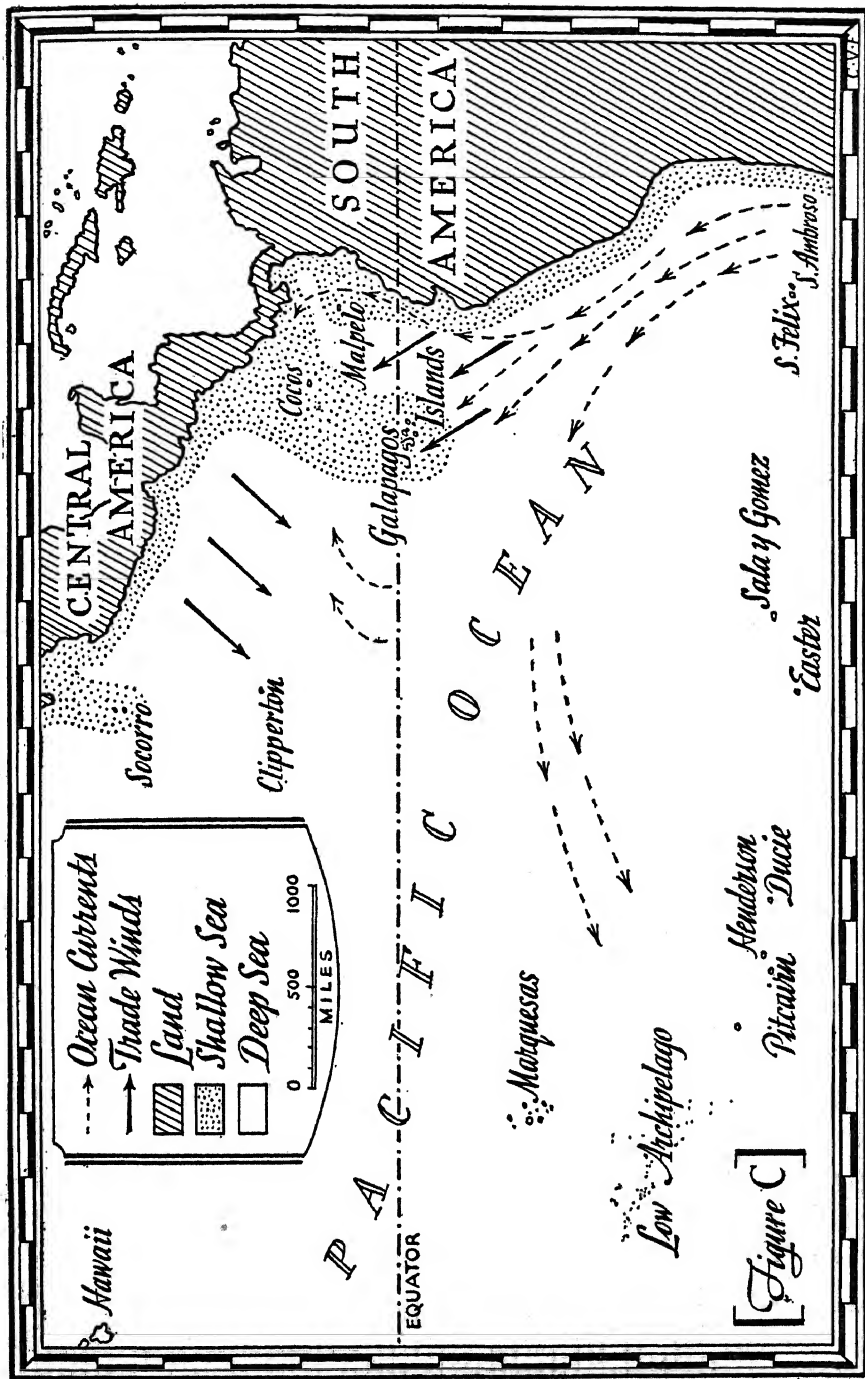 Hawaii
Ocean Currents
Trade Winds
Land
Shallow Sea
Deep Sea
0 500 1000
MILES
Socorro
Clipperton
CENTRAL
AMERICA
Cocos
Malpelo
Galapagos
Islands
SOUTH
AMERICA
EQUATOR
PACIFIC OCEAN
Marquesas
Low Archipelago
Pitcairn
Henderson
Ducie
Easter
Sala y Gomez
S. Felix
S. Ambroso
[Figure C]